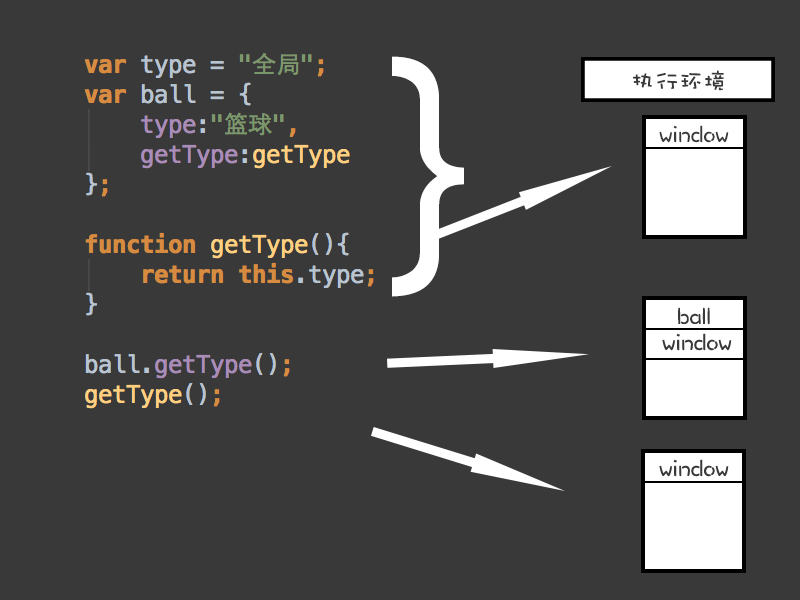 var type = "全局";
var ball = {
    type:"篮球",
    getType:getType
};
function getType(){
    return this.type;
}
ball.getType();
getType();
执行环境
window
ball
window
window